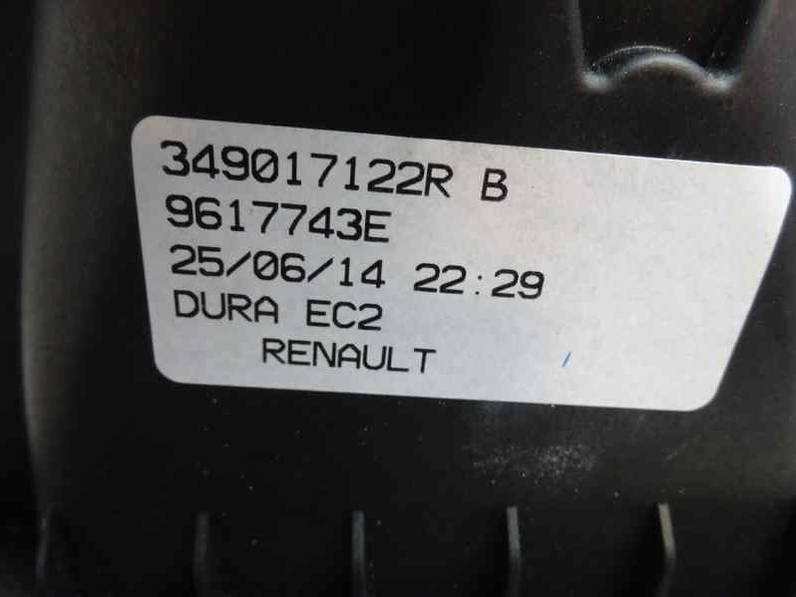 349017122R B
9617743E
25/06/14 22:29
DURA EC2
RENAULT